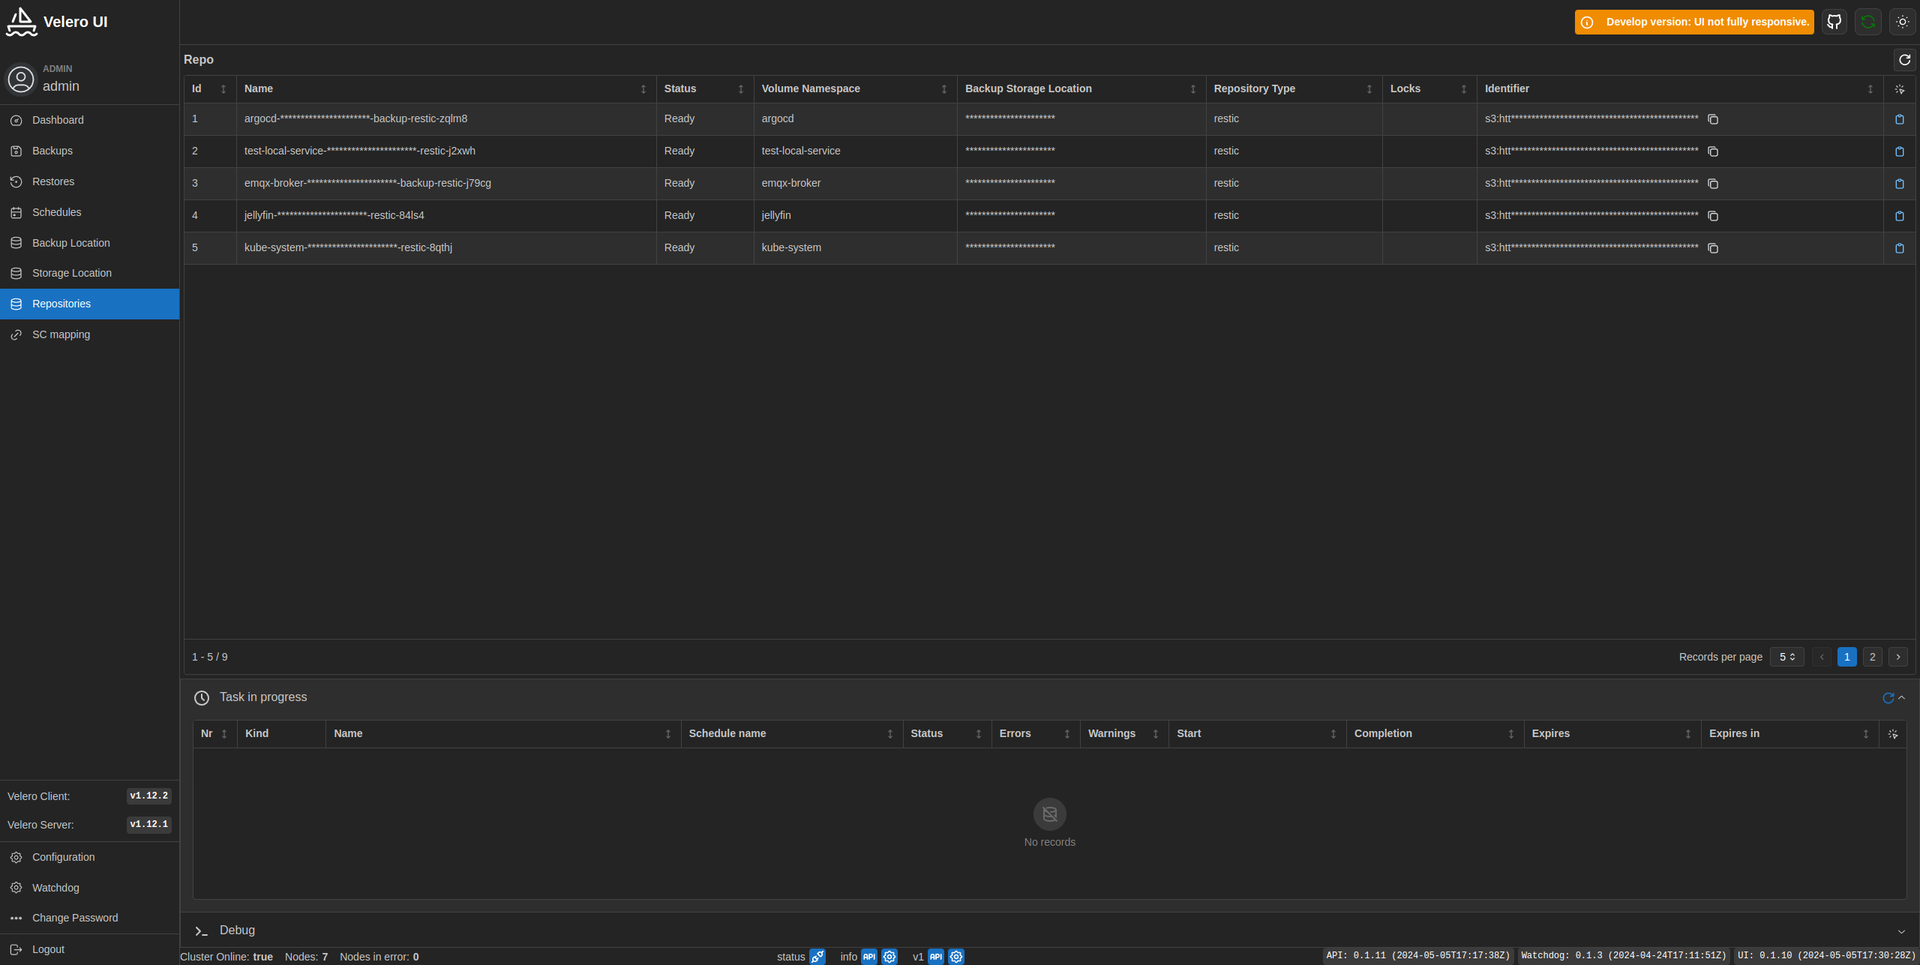 Velero UI
Develop version: UI not fully responsive.
ADMIN
admin
Dashboard
Backups
Restores
Schedules
Backup Location
Storage Location
Repositories
SC mapping
Velero Client: v1.12.2
Velero Server: v1.12.1
Configuration
Watchdog
Change Password
Logout
Repo
Id Name Status Volume Namespace Backup Storage Location Repository Type Locks Identifier
1 argocd-**********************-backup-restic-zqlm8 Ready argocd ********************** restic s3:htt**********************************************
2 test-local-service-**********************-restic-j2xwh Ready test-local-service ********************** restic s3:htt**********************************************
3 emqx-broker-**********************-backup-restic-j79cg Ready emqx-broker ********************** restic s3:htt**********************************************
4 jellyfin-**********************-restic-84ls4 Ready jellyfin ********************** restic s3:htt**********************************************
5 kube-system-**********************-restic-8qthj Ready kube-system ********************** restic s3:htt**********************************************
1 - 5 / 9 Records per page 5 1 2
Task in progress
Nr Kind Name Schedule name Status Errors Warnings Start Completion Expires Expires in
No records
Debug
Cluster Online: true Nodes: 7 Nodes in error: 0 status info API v1 API API: 0.1.11 (2024-05-05T17:17:38Z) Watchdog: 0.1.3 (2024-04-24T17:11:51Z) UI: 0.1.10 (2024-05-05T17:30:28Z)